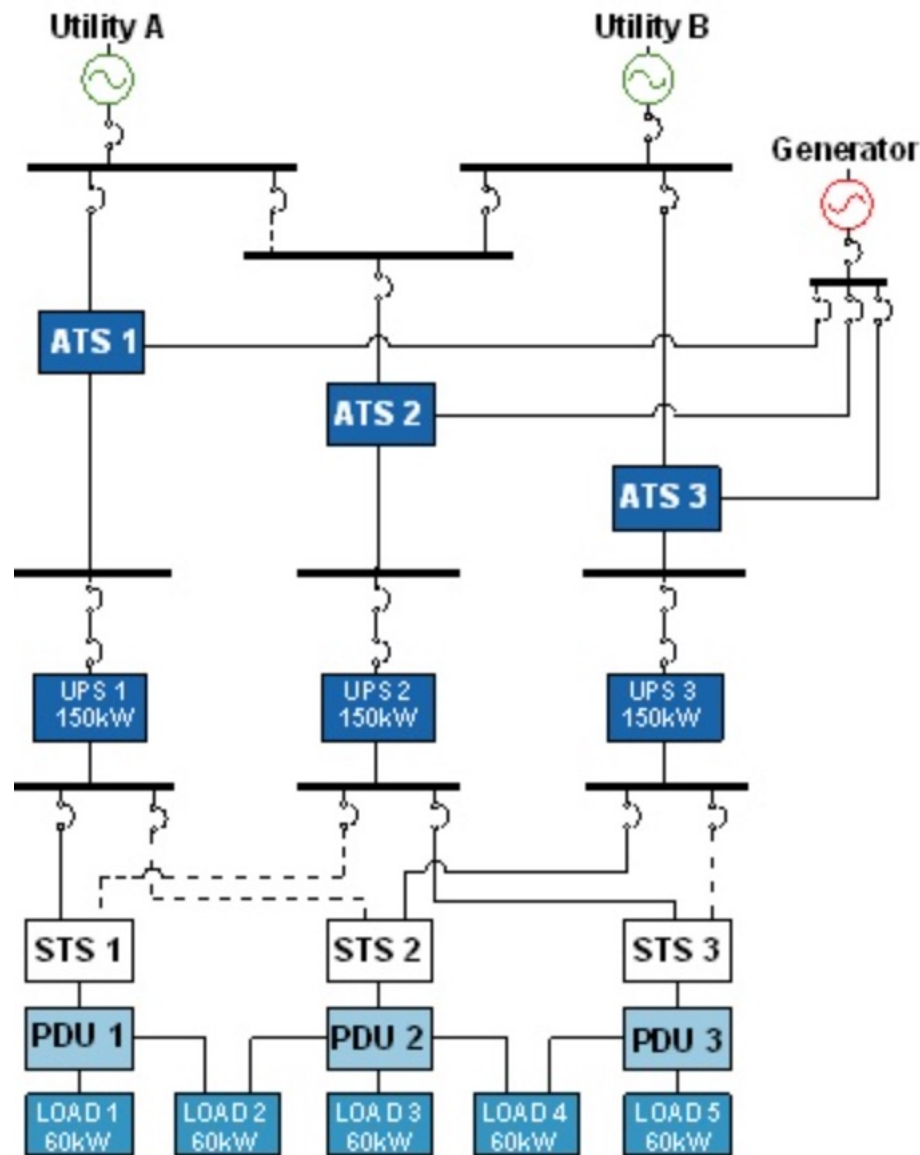 Utility A
Utility B
Generator
ATS 1
ATS 2
ATS 3
UPS 1
150kW
UPS 2
150kW
UPS 3
150kW
STS 1
STS 2
STS 3
PDU 1
PDU 2
PDU 3
LOAD 1
60kW
LOAD 2
60kW
LOAD 3
60kW
LOAD 4
60kW
LOAD 5
60kW